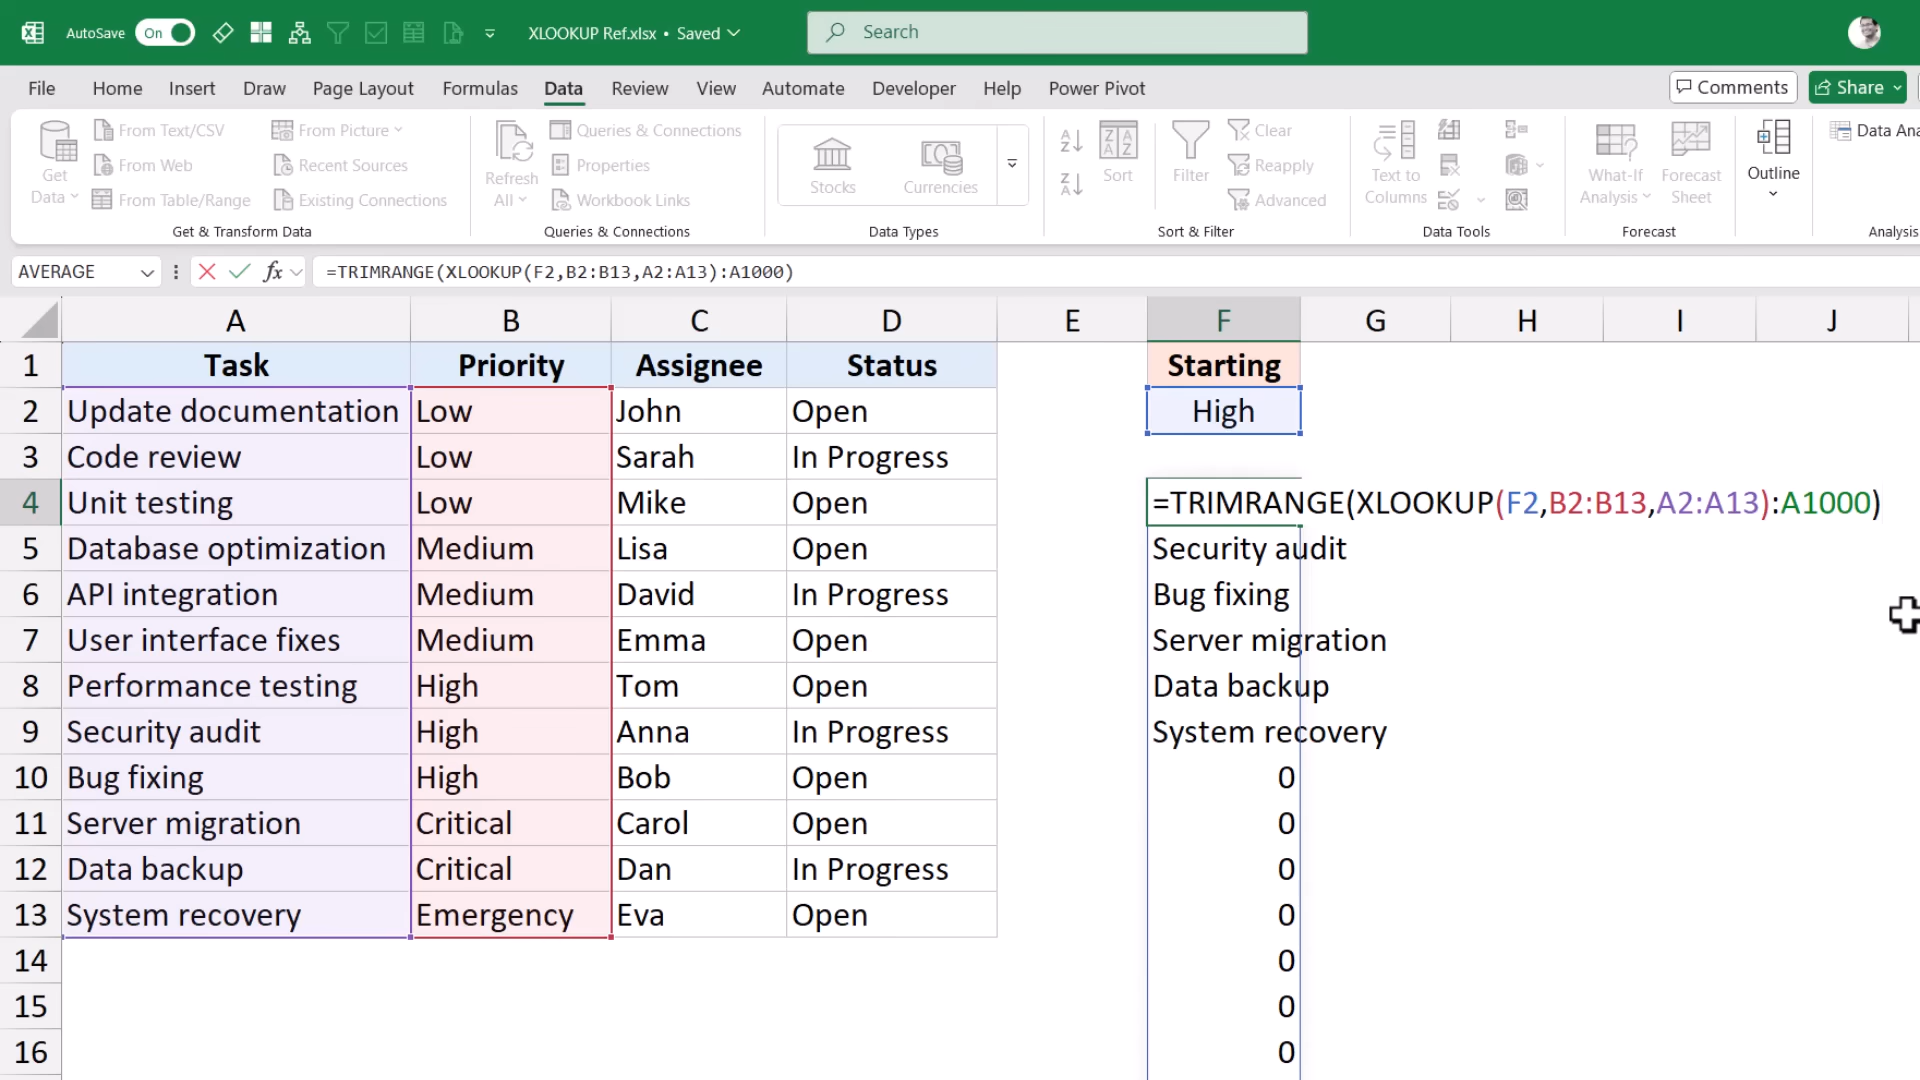 AutoSave On XLOOKUP Ref.xlsx • Saved Search
File Home Insert Draw Page Layout Formulas Data Review View Automate Developer Help Power Pivot Comments Share
Get Data
From Text/CSV
From Web
From Table/Range
From Picture
Recent Sources
Existing Connections
Get & Transform Data
Refresh All
Queries & Connections
Properties
Workbook Links
Queries & Connections
Stocks Currencies
Data Types
Sort
Filter
Clear
Reapply
Advanced
Sort & Filter
Text to Columns
Data Tools
What-If Analysis
Forecast Sheet
Forecast
Outline
Data Ana
Analysis
AVERAGE fx =TRIMRANGE(XLOOKUP(F2,B2:B13,A2:A13):A1000)
A B C D E F G H I J
1 Task Priority Assignee Status Starting
2 Update documentation Low John Open High
3 Code review Low Sarah In Progress
4 Unit testing Low Mike Open =TRIMRANGE(XLOOKUP(F2,B2:B13,A2:A13):A1000)
5 Database optimization Medium Lisa Open Security audit
6 API integration Medium David In Progress Bug fixing
7 User interface fixes Medium Emma Open Server migration
8 Performance testing High Tom Open Data backup
9 Security audit High Anna In Progress System recovery
10 Bug fixing High Bob Open 0
11 Server migration Critical Carol Open 0
12 Data backup Critical Dan In Progress 0
13 System recovery Emergency Eva Open 0
14 0
15 0
16 0